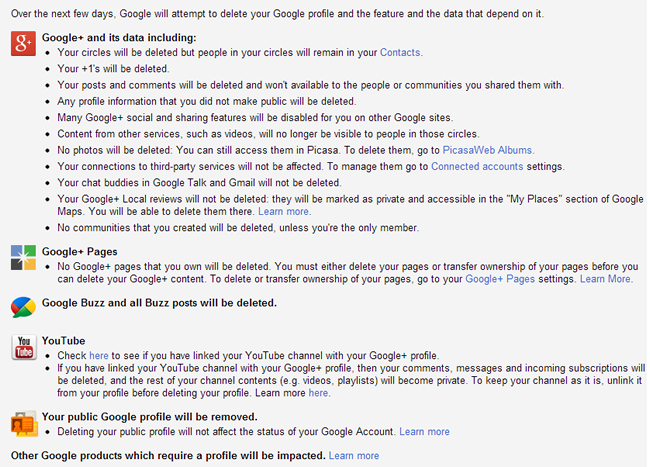 Over the next few days, Google will attempt to delete your Google profile and the feature and the data that depend on it.
g+
Google+ and its data including:
• Your circles will be deleted but people in your circles will remain in your Contacts.
• Your +1's will be deleted.
• Your posts and comments will be deleted and won't available to the people or communities you shared them with.
• Any profile information that you did not make public will be deleted.
• Many Google+ social and sharing features will be disabled for you on other Google sites.
• Content from other services, such as videos, will no longer be visible to people in those circles.
• No photos will be deleted: You can still access them in Picasa. To delete them, go to PicasaWeb Albums.
• Your connections to third-party services will not be affected. To manage them go to Connected accounts settings.
• Your chat buddies in Google Talk and Gmail will not be deleted.
• Your Google+ Local reviews will not be deleted: they will be marked as private and accessible in the "My Places" section of Google
Maps. You will be able to delete them there. Learn more.
• No communities that you created will be deleted, unless you're the only member.
Google+ Pages
• No Google+ pages that you own will be deleted. You must either delete your pages or transfer ownership of your pages before you
can delete your Google+ content. To delete or transfer ownership of your pages, go to your Google+ Pages settings. Learn More.
Google Buzz and all Buzz posts will be deleted.
You
Tube
YouTube
• Check here to see if you have linked your YouTube channel with your Google+ profile.
• If you have linked your YouTube channel with your Google+ profile, then your comments, messages and incoming subscriptions will
be deleted, and the rest of your channel contents (e.g. videos, playlists) will become private. To keep your channel as it is, unlink it
from your profile before deleting your profile. Learn more here.
Your public Google profile will be removed.
• Deleting your public profile will not affect the status of your Google Account. Learn more
Other Google products which require a profile will be impacted. Learn more